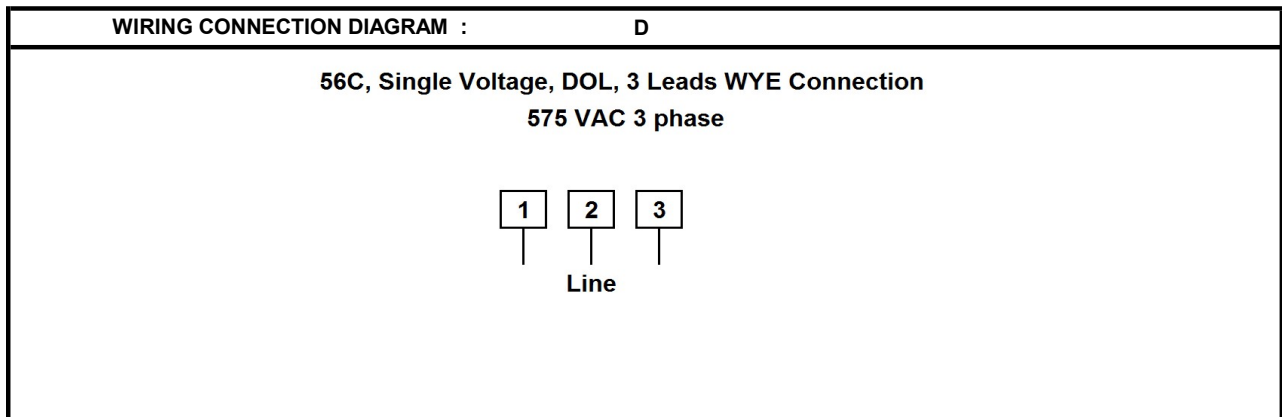 WIRING CONNECTION DIAGRAM : D
56C, Single Voltage, DOL, 3 Leads WYE Connection
575 VAC 3 phase
1 2 3
Line